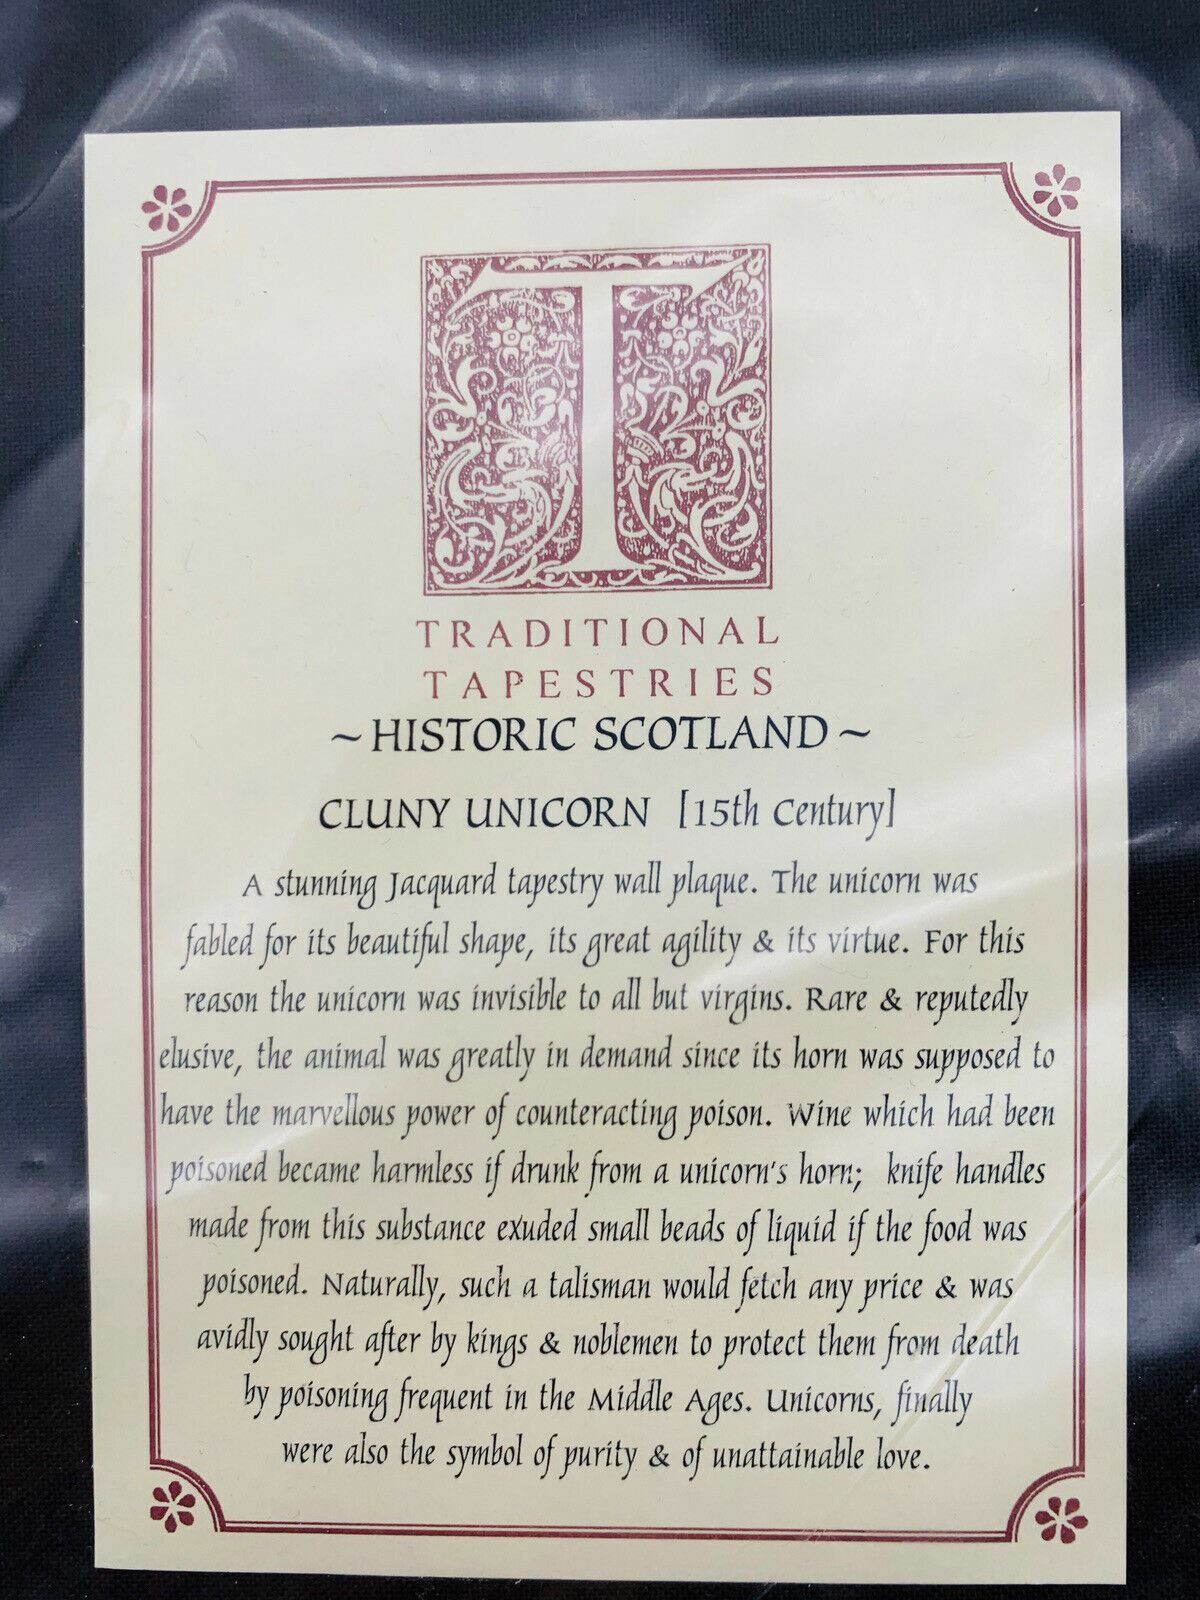 T
TRADITIONAL
TAPESTRIES
~HISTORIC SCOTLAND~
CLUNY UNICORN [15th Century]
A stunning Jacquard tapestry wall plaque. The unicorn was
fabled for its beautiful shape, its great agility & its virtue. For this
reason the unicorn was invisible to all but virgins. Rare & reputedly
elusive, the animal was greatly in demand since its horn was supposed to
have the marvellous power of counteracting poison. Wine which had been
poisoned became harmless if drunk from a unicorn's horn; knife handles
made from this substance exuded small beads of liquid if the food was
poisoned. Naturally, such a talisman would fetch any price & was
avidly sought after by kings & noblemen to protect them from death
by poisoning frequent in the Middle Ages. Unicorns, finally
were also the symbol of purity & of unattainable love.